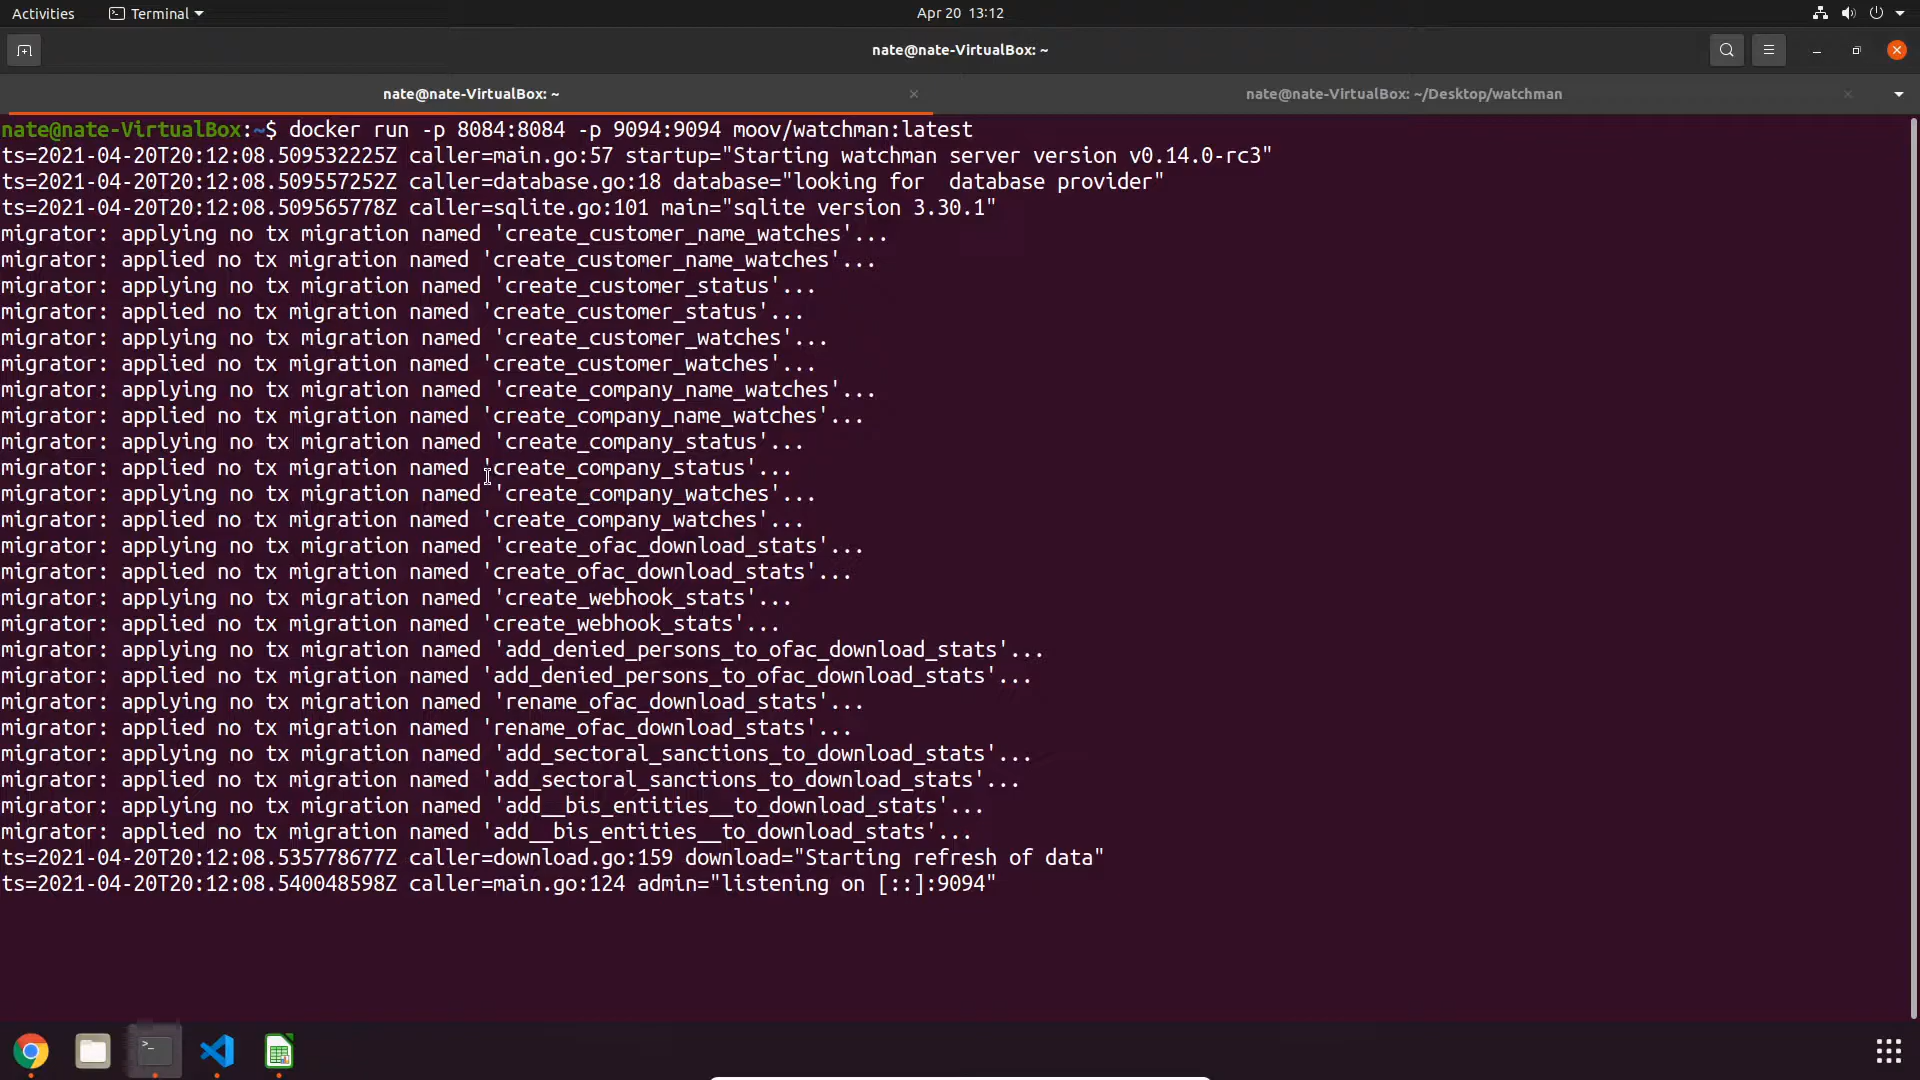 Activities Terminal Apr 20 13:12
nate@nate-VirtualBox: ~
nate@nate-VirtualBox: ~ nate@nate-VirtualBox: ~/Desktop/watchman
nate@nate-VirtualBox:~$ docker run -p 8084:8084 -p 9094:9094 moov/watchman:latest
ts=2021-04-20T20:12:08.509532225Z caller=main.go:57 startup="Starting watchman server version v0.14.0-rc3"
ts=2021-04-20T20:12:08.509557252Z caller=database.go:18 database="looking for  database provider"
ts=2021-04-20T20:12:08.509565778Z caller=sqlite.go:101 main="sqlite version 3.30.1"
migrator: applying no tx migration named 'create_customer_name_watches'...
migrator: applied no tx migration named 'create_customer_name_watches'...
migrator: applying no tx migration named 'create_customer_status'...
migrator: applied no tx migration named 'create_customer_status'...
migrator: applying no tx migration named 'create_customer_watches'...
migrator: applied no tx migration named 'create_customer_watches'...
migrator: applying no tx migration named 'create_company_name_watches'...
migrator: applied no tx migration named 'create_company_name_watches'...
migrator: applying no tx migration named 'create_company_status'...
migrator: applied no tx migration named 'create_company_status'...
migrator: applying no tx migration named 'create_company_watches'...
migrator: applied no tx migration named 'create_company_watches'...
migrator: applying no tx migration named 'create_ofac_download_stats'...
migrator: applied no tx migration named 'create_ofac_download_stats'...
migrator: applying no tx migration named 'create_webhook_stats'...
migrator: applied no tx migration named 'create_webhook_stats'...
migrator: applying no tx migration named 'add_denied_persons_to_ofac_download_stats'...
migrator: applied no tx migration named 'add_denied_persons_to_ofac_download_stats'...
migrator: applying no tx migration named 'rename_ofac_download_stats'...
migrator: applied no tx migration named 'rename_ofac_download_stats'...
migrator: applying no tx migration named 'add_sectoral_sanctions_to_download_stats'...
migrator: applied no tx migration named 'add_sectoral_sanctions_to_download_stats'...
migrator: applying no tx migration named 'add__bis_entities__to_download_stats'...
migrator: applied no tx migration named 'add__bis_entities__to_download_stats'...
ts=2021-04-20T20:12:08.535778677Z caller=download.go:159 download="Starting refresh of data"
ts=2021-04-20T20:12:08.540048598Z caller=main.go:124 admin="listening on [::]:9094"